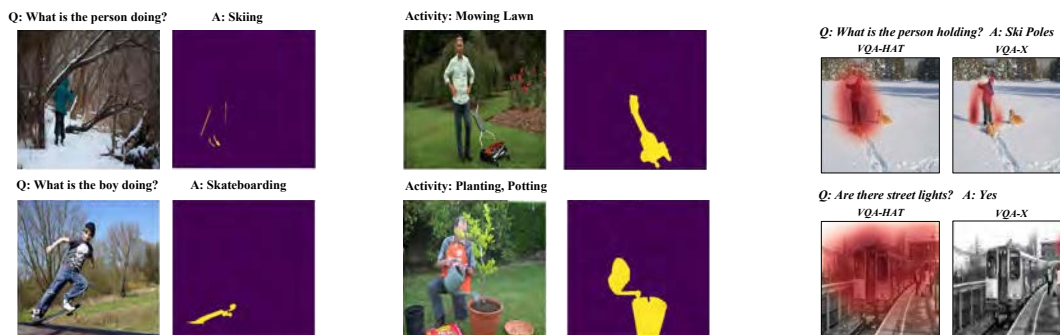 Q: What is the person doing? A: Skiing
Q: What is the boy doing? A: Skateboarding
Activity: Mowing Lawn
Activity: Planting, Potting
Q: What is the person holding? A: Ski Poles
VQA-HAT VQA-X
Q: Are there street lights? A: Yes
VQA-HAT VQA-X